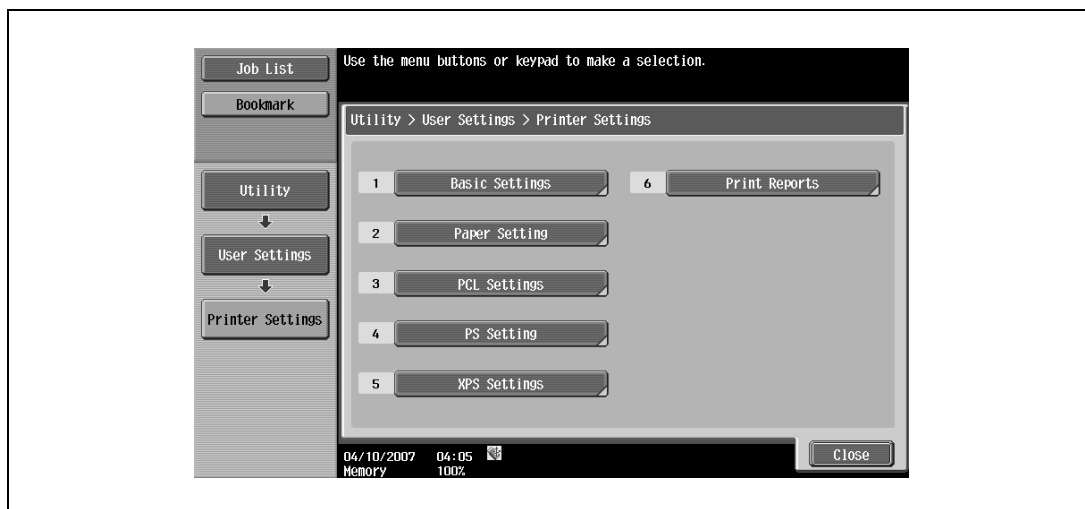 Job List
Bookmark
Use the menu buttons or keypad to make a selection.
Utility > User Settings > Printer Settings
Utility
User Settings
Printer Settings
1 Basic Settings
2 Paper Setting
3 PCL Settings
4 PS Setting
5 XPS Settings
6 Print Reports
04/10/2007 04:05
Memory 100%
Close